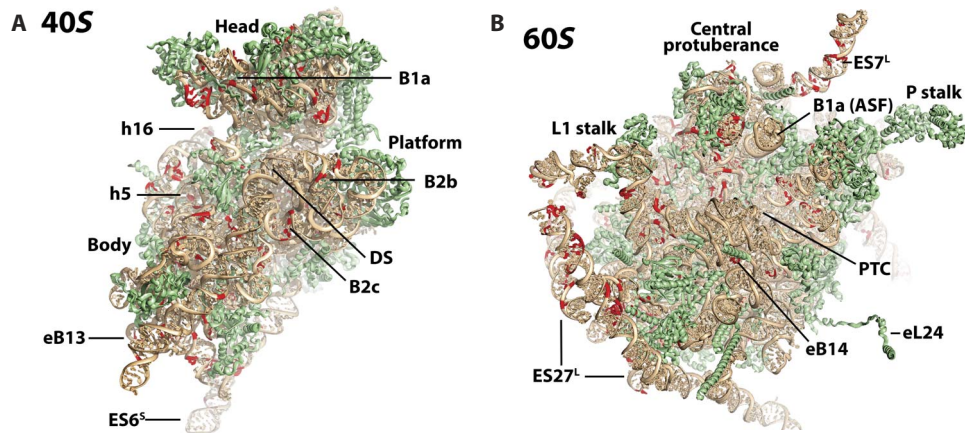 A 40S
Head
B1a
h16
Platform
h5
B2b
Body
DS
B2c
eB13
ES6ˢ
B 60S
Central
protuberance
ES7ᴸ
B1a (ASF)
P stalk
L1 stalk
PTC
eL24
eB14
ES27ᴸ